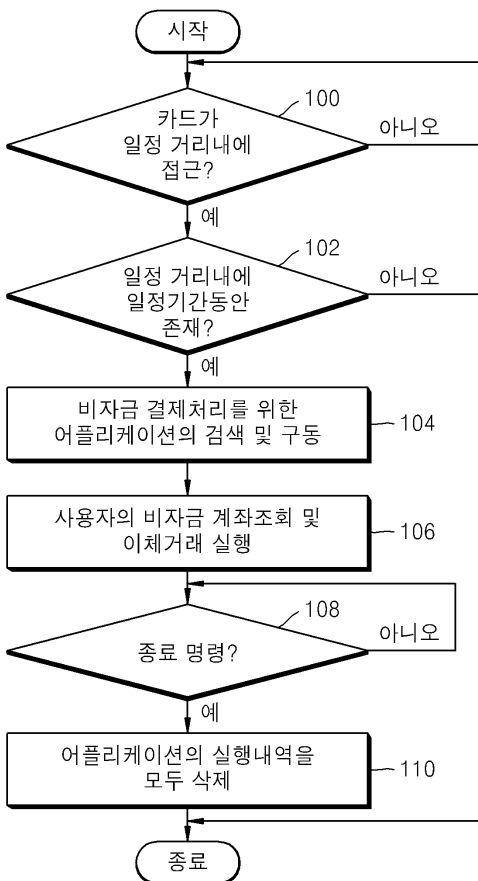 시작
카드가
일정 거리내에
접근?
100
아니오
예
일정 거리내에
일정기간동안
존재?
102
아니오
예
비자금 결제처리를 위한
어플리케이션의 검색 및 구동
104
사용자의 비자금 계좌조회 및
이체거래 실행
106
종료 명령?
108
아니오
예
어플리케이션의 실행내역을
모두 삭제
110
종료